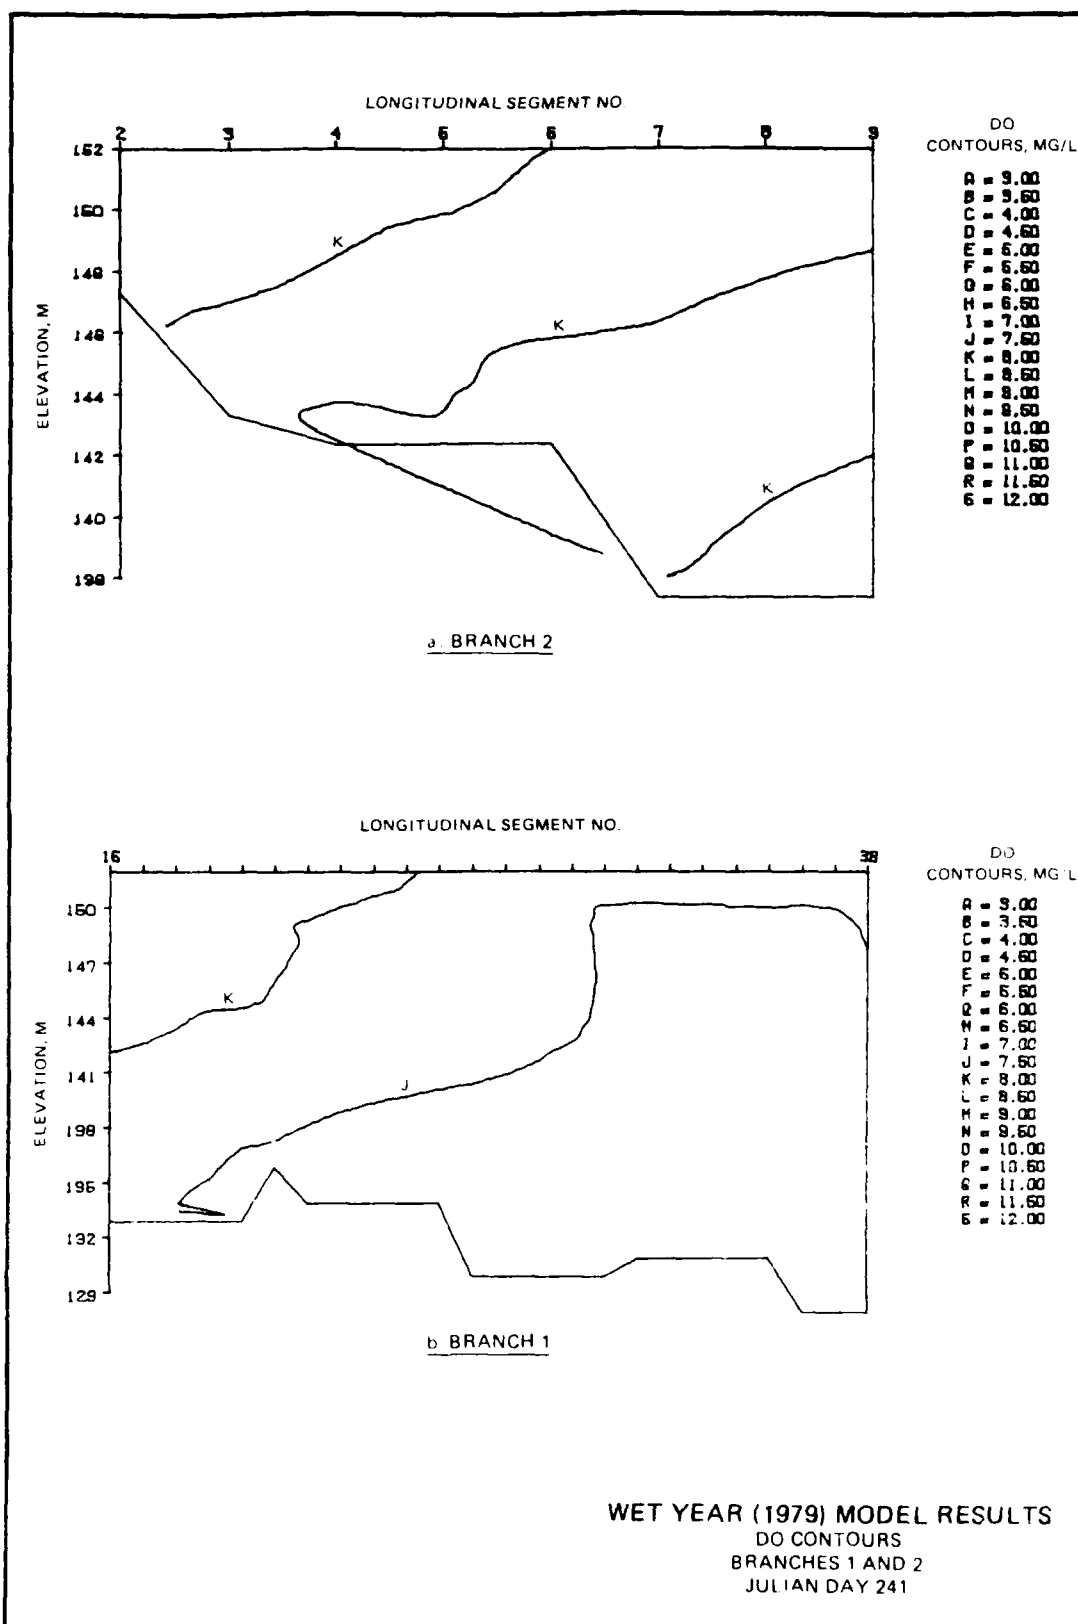 LONGITUDINAL SEGMENT NO.
2 3 4 5 6 7 8 9
DO
CONTOURS, MG/L
A = 3.00
B = 3.50
C = 4.00
D = 4.50
E = 5.00
F = 5.50
G = 6.00
H = 6.50
I = 7.00
J = 7.50
K = 8.00
L = 8.50
M = 9.00
N = 9.50
O = 10.00
P = 10.50
Q = 11.00
R = 11.50
S = 12.00
ELEVATION, M
152
150
148
146
144
142
140
138
K
K
K
a. BRANCH 2
LONGITUDINAL SEGMENT NO.
16 38
DO
CONTOURS, MG/L
A = 3.00
B = 3.50
C = 4.00
D = 4.50
E = 5.00
F = 5.50
G = 6.00
H = 6.50
I = 7.00
J = 7.50
K = 8.00
L = 8.50
M = 9.00
N = 9.50
O = 10.00
P = 10.50
Q = 11.00
R = 11.50
S = 12.00
ELEVATION, M
150
147
144
141
138
135
132
129
K
J
b. BRANCH 1
WET YEAR (1979) MODEL RESULTS
DO CONTOURS
BRANCHES 1 AND 2
JULIAN DAY 241